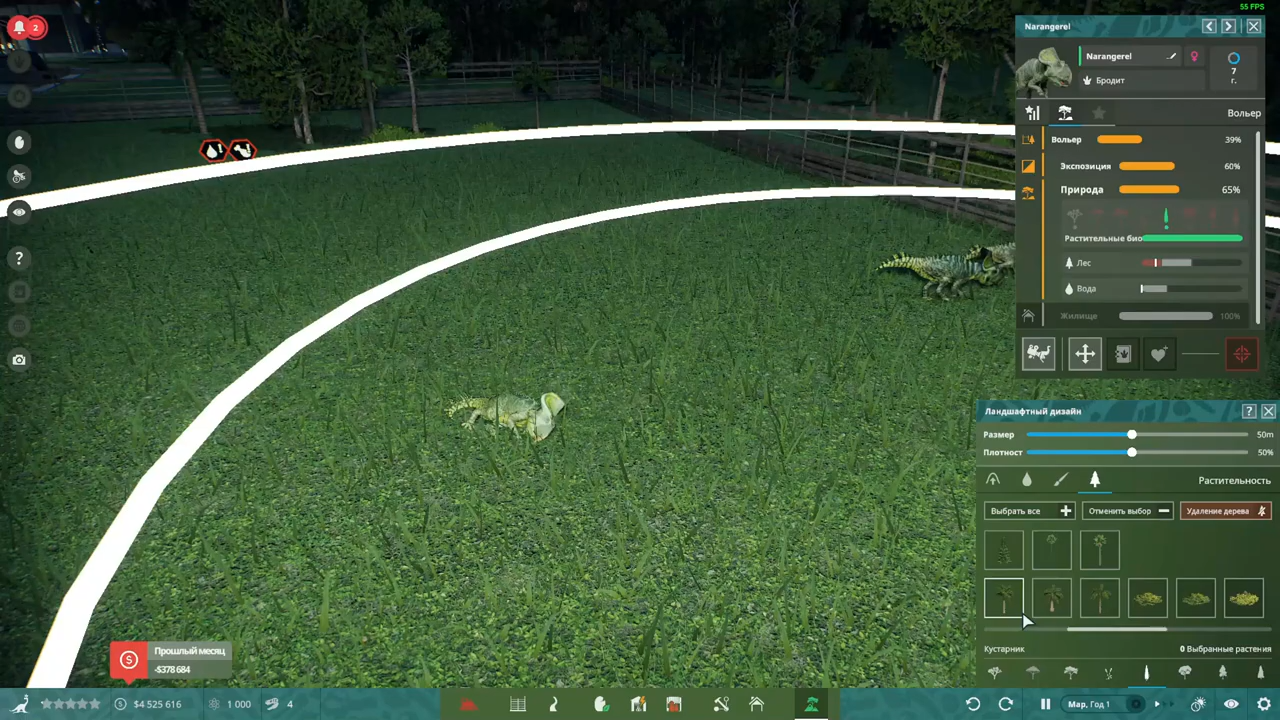 55 FPS
2
Narangerel
Narangerel
7
г.
Бродит
Вольер
Вольер
39%
Экспозиция
60%
Природа
65%
Растительные био
Лес
Вода
Жилище
100%
Ландшафтный дизайн
?
Размер
50m
Плотност
50%
Растительность
Выбрать все
Отменить выбор
Удаление дерева
Кустарник
0 Выбранные растения
?
Прошлый месяц
-$378 684
$4 525 616
1 000
4
Мар, Год 1